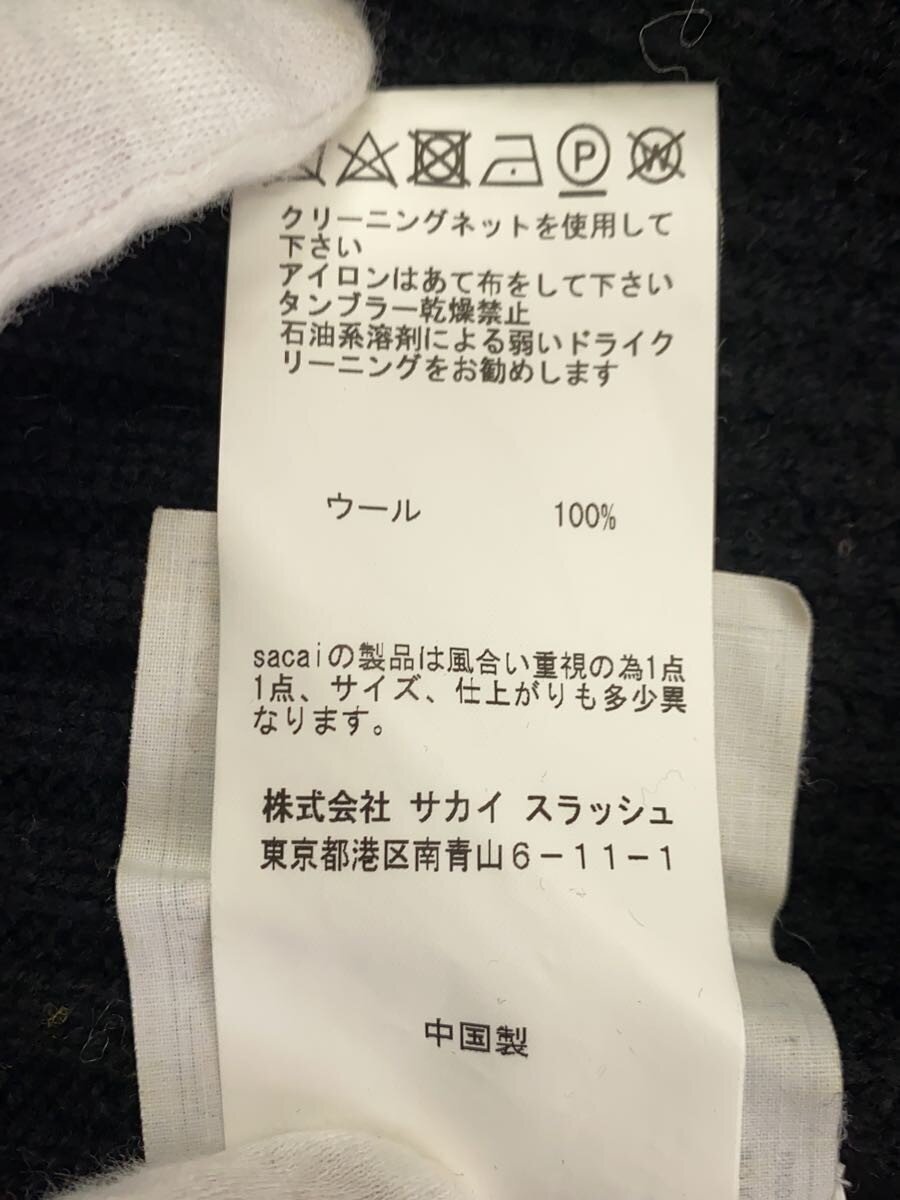 P
W
クリーニングネットを使用して
下さい
アイロンはあて布をして下さい
タンブラー乾燥禁止
石油系溶剤による弱いドライク
リーニングをお勧めします
ウール 100%
sacaiの製品は風合い重視の為1点
1点、サイズ、仕上がりも多少異
なります。
株式会社 サカイ スラッシュ
東京都港区南青山6-11-1
中国製